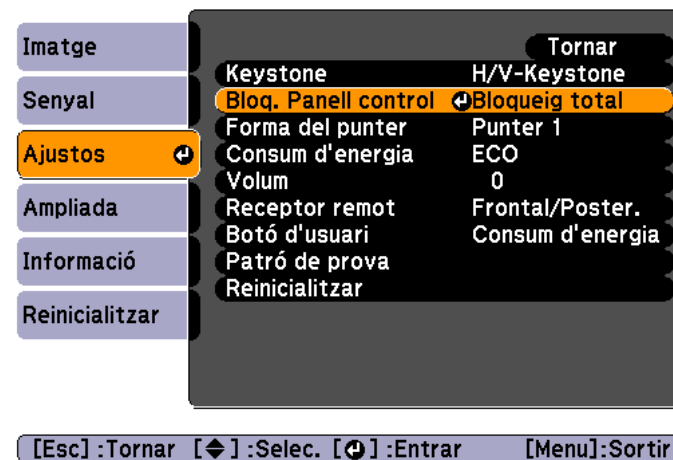 Imatge
Senyal
Ajustos
Ampliada
Informació
Reinicialitzar
Tornar
Keystone H/V-Keystone
Bloq. Panell control Bloqueig total
Forma del punter Punter 1
Consum d'energia ECO
Volum 0
Receptor remot Frontal/Poster.
Botó d'usuari Consum d'energia
Patró de prova
Reinicialitzar
[Esc] :Tornar [◆] :Selec. [↵] :Entrar [Menu]:Sortir